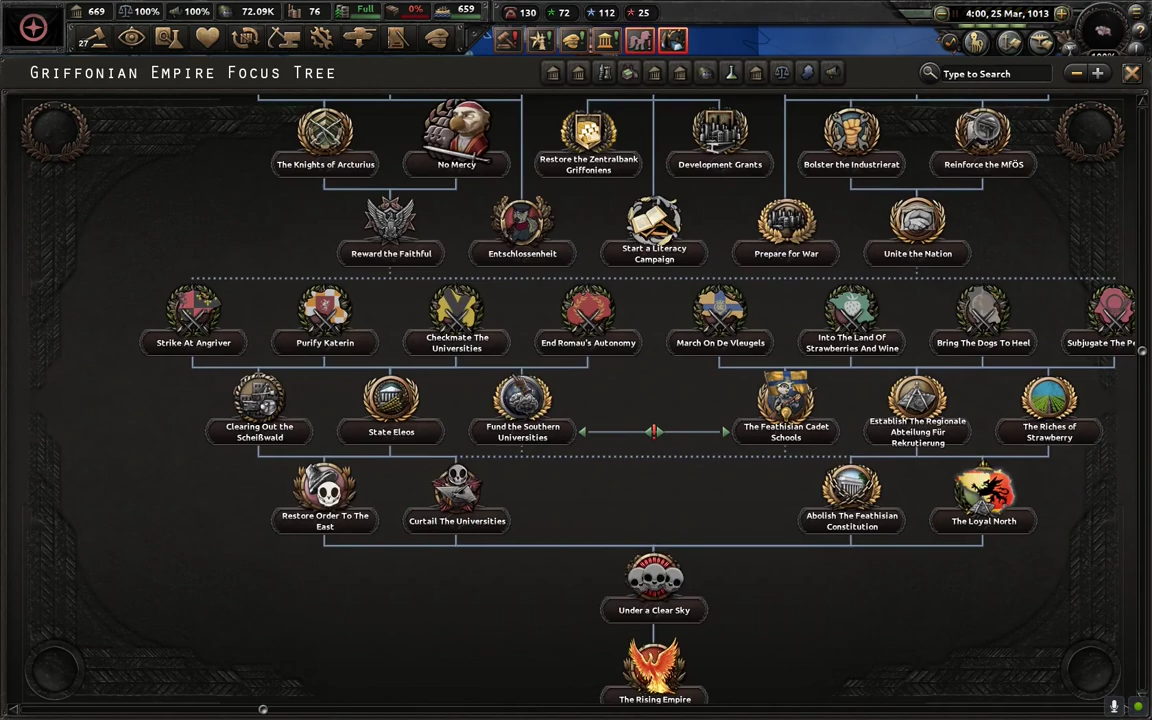 669
100%
100%
72.09K
76
Full
0%
659
130
72
112
25
4:00, 25 Mar, 1013
27
GRIFFONIAN EMPIRE FOCUS TREE
Type to Search
The Knights of Arcturius
No Mercy
Restore the Zentralbank
Griffoniens
Development Grants
Bolster the Industrierat
Reinforce the MfÖS
Reward the Faithful
Entschlossenheit
Start a Literacy
Campaign
Prepare for War
Unite the Nation
Strike At Angriver
Purify Katerin
Checkmate The
Universities
End Romau's Autonomy
March On De Vleugels
Into The Land Of
Strawberries And Wine
Bring The Dogs To Heel
Subjugate The
Clearing Out the
Scheißwald
State Eleos
Fund the Southern
Universities
The Feathisian Cadet
Schools
Establish The Regionale
Abteilung Für
Rekrutierung
The Riches of
Strawberry
Restore Order To The
East
Curtail The Universities
Abolish The Feathisian
Constitution
The Loyal North
Under a Clear Sky
The Rising Empire